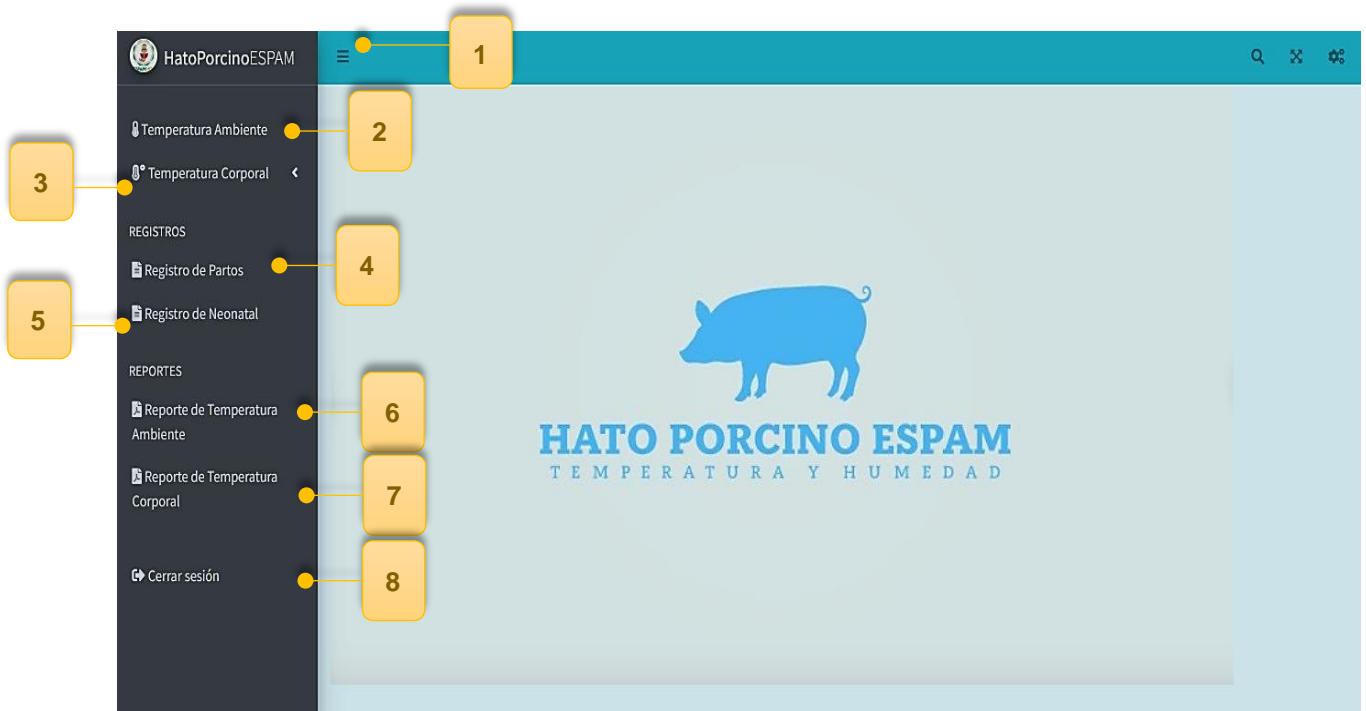 1
HatoPorcinoESPAM
Temperatura Ambiente
2
Temperatura Corporal
3
REGISTROS
Registro de Partos
4
Registro de Neonatal
5
REPORTES
Reporte de Temperatura
Ambiente
6
Reporte de Temperatura
Corporal
7
Cerrar sesión
8
HATO PORCINO ESPAM
TEMPERATURA Y HUMEDAD